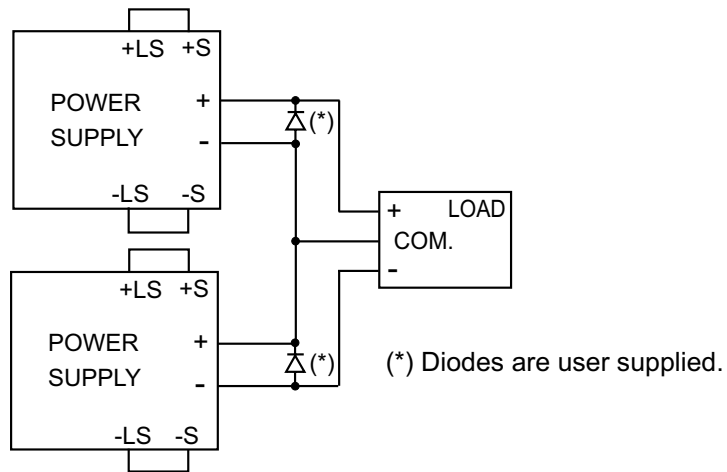 +LS +S
POWER
SUPPLY
+
-
(*)
-LS -S
+ LOAD
COM.
-
+LS +S
POWER
SUPPLY
+
-
(*)
(*) Diodes are user supplied.
-LS -S